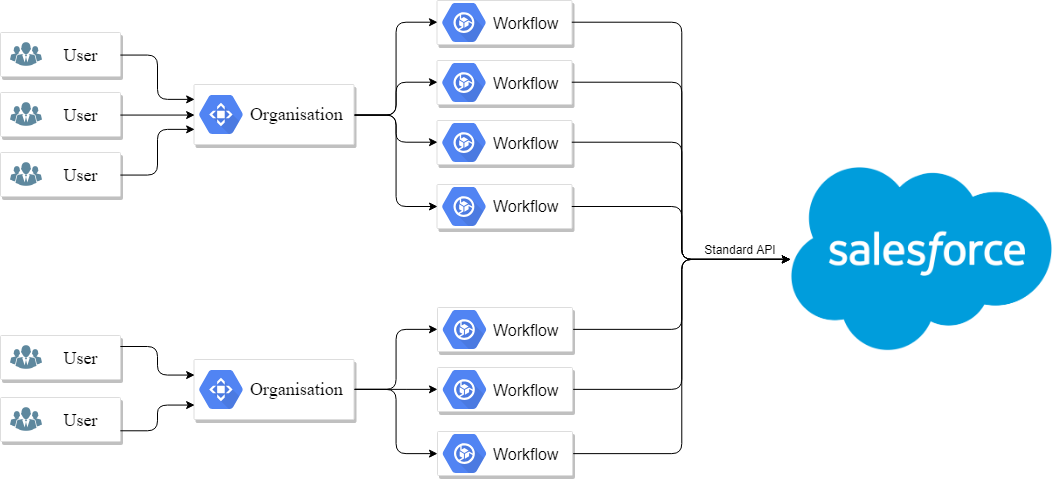 User
User
User
Organisation
Workflow
Workflow
Workflow
Workflow
Standard API
salesforce
User
User
Organisation
Workflow
Workflow
Workflow